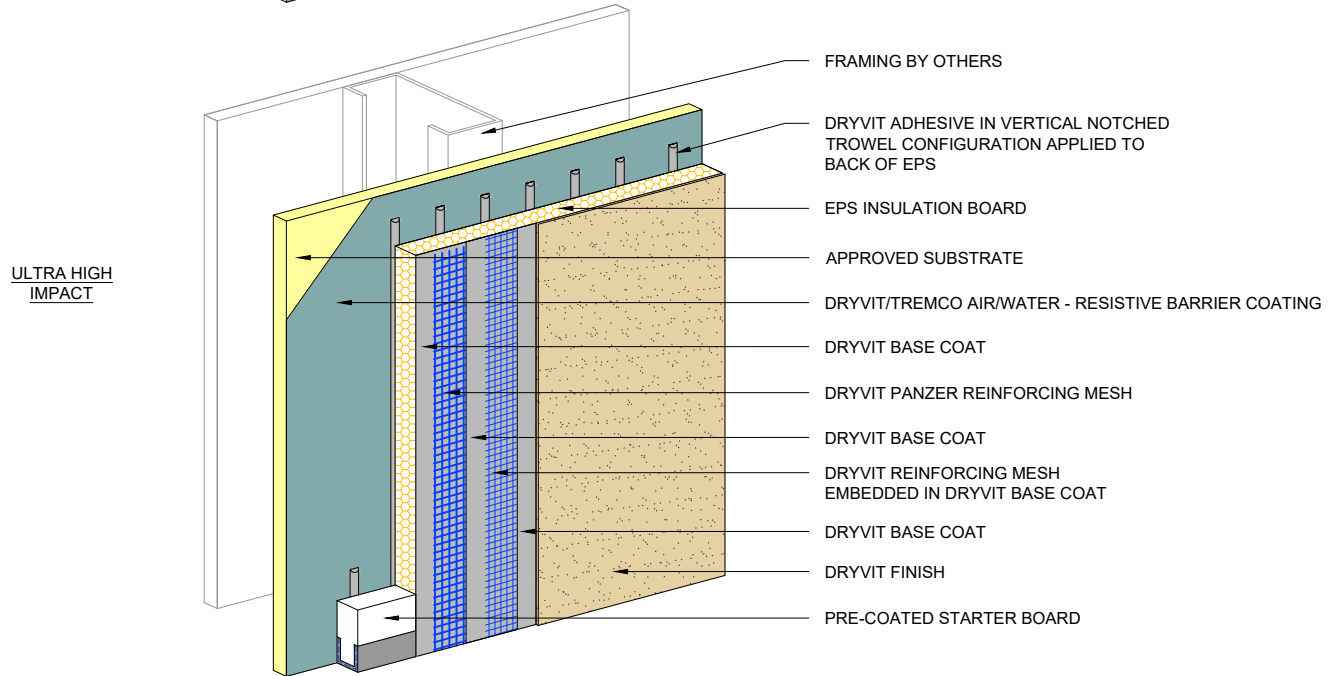 ULTRA HIGH
IMPACT
FRAMING BY OTHERS
DRYVIT ADHESIVE IN VERTICAL NOTCHED
TROWEL CONFIGURATION APPLIED TO
BACK OF EPS
EPS INSULATION BOARD
APPROVED SUBSTRATE
DRYVIT/TREMCO AIR/WATER - RESISTIVE BARRIER COATING
DRYVIT BASE COAT
DRYVIT PANZER REINFORCING MESH
DRYVIT BASE COAT
DRYVIT REINFORCING MESH
EMBEDDED IN DRYVIT BASE COAT
DRYVIT BASE COAT
DRYVIT FINISH
PRE-COATED STARTER BOARD